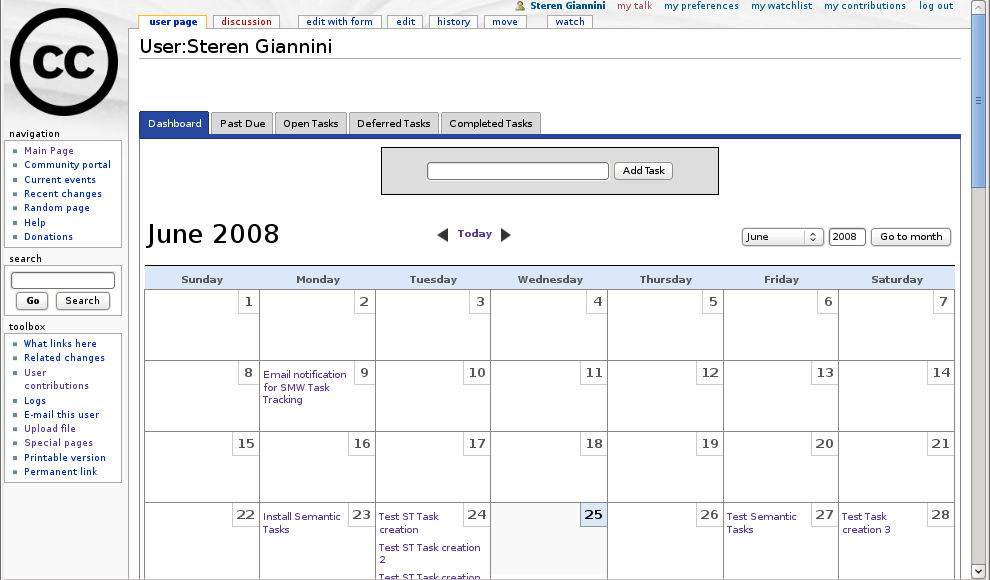 Steren Giannini my talk my preferences my watchlist my contributions log out
user page discussion edit with form edit history move watch
User:Steren Giannini
CC
Dashboard Past Due Open Tasks Deferred Tasks Completed Tasks
Add Task
navigation
Main Page
Community portal
Current events
Recent changes
Random page
Help
Donations
search
Go Search
toolbox
What links here
Related changes
User
contributions
Logs
E-mail this user
Upload file
Special pages
Printable version
Permanent link
June 2008
Today
June 2008 Go to month
Sunday Monday Tuesday Wednesday Thursday Friday Saturday
1 2 3 4 5 6 7
8 9 10 11 12 13 14
Email notification
for SMW Task
Tracking
15 16 17 18 19 20 21
22 23 24 25 26 27 28
Install Semantic
Tasks
Test ST Task
creation
Test ST Task creation
2
Test ST Task creation
Test Semantic
Tasks
Test Task
creation 3